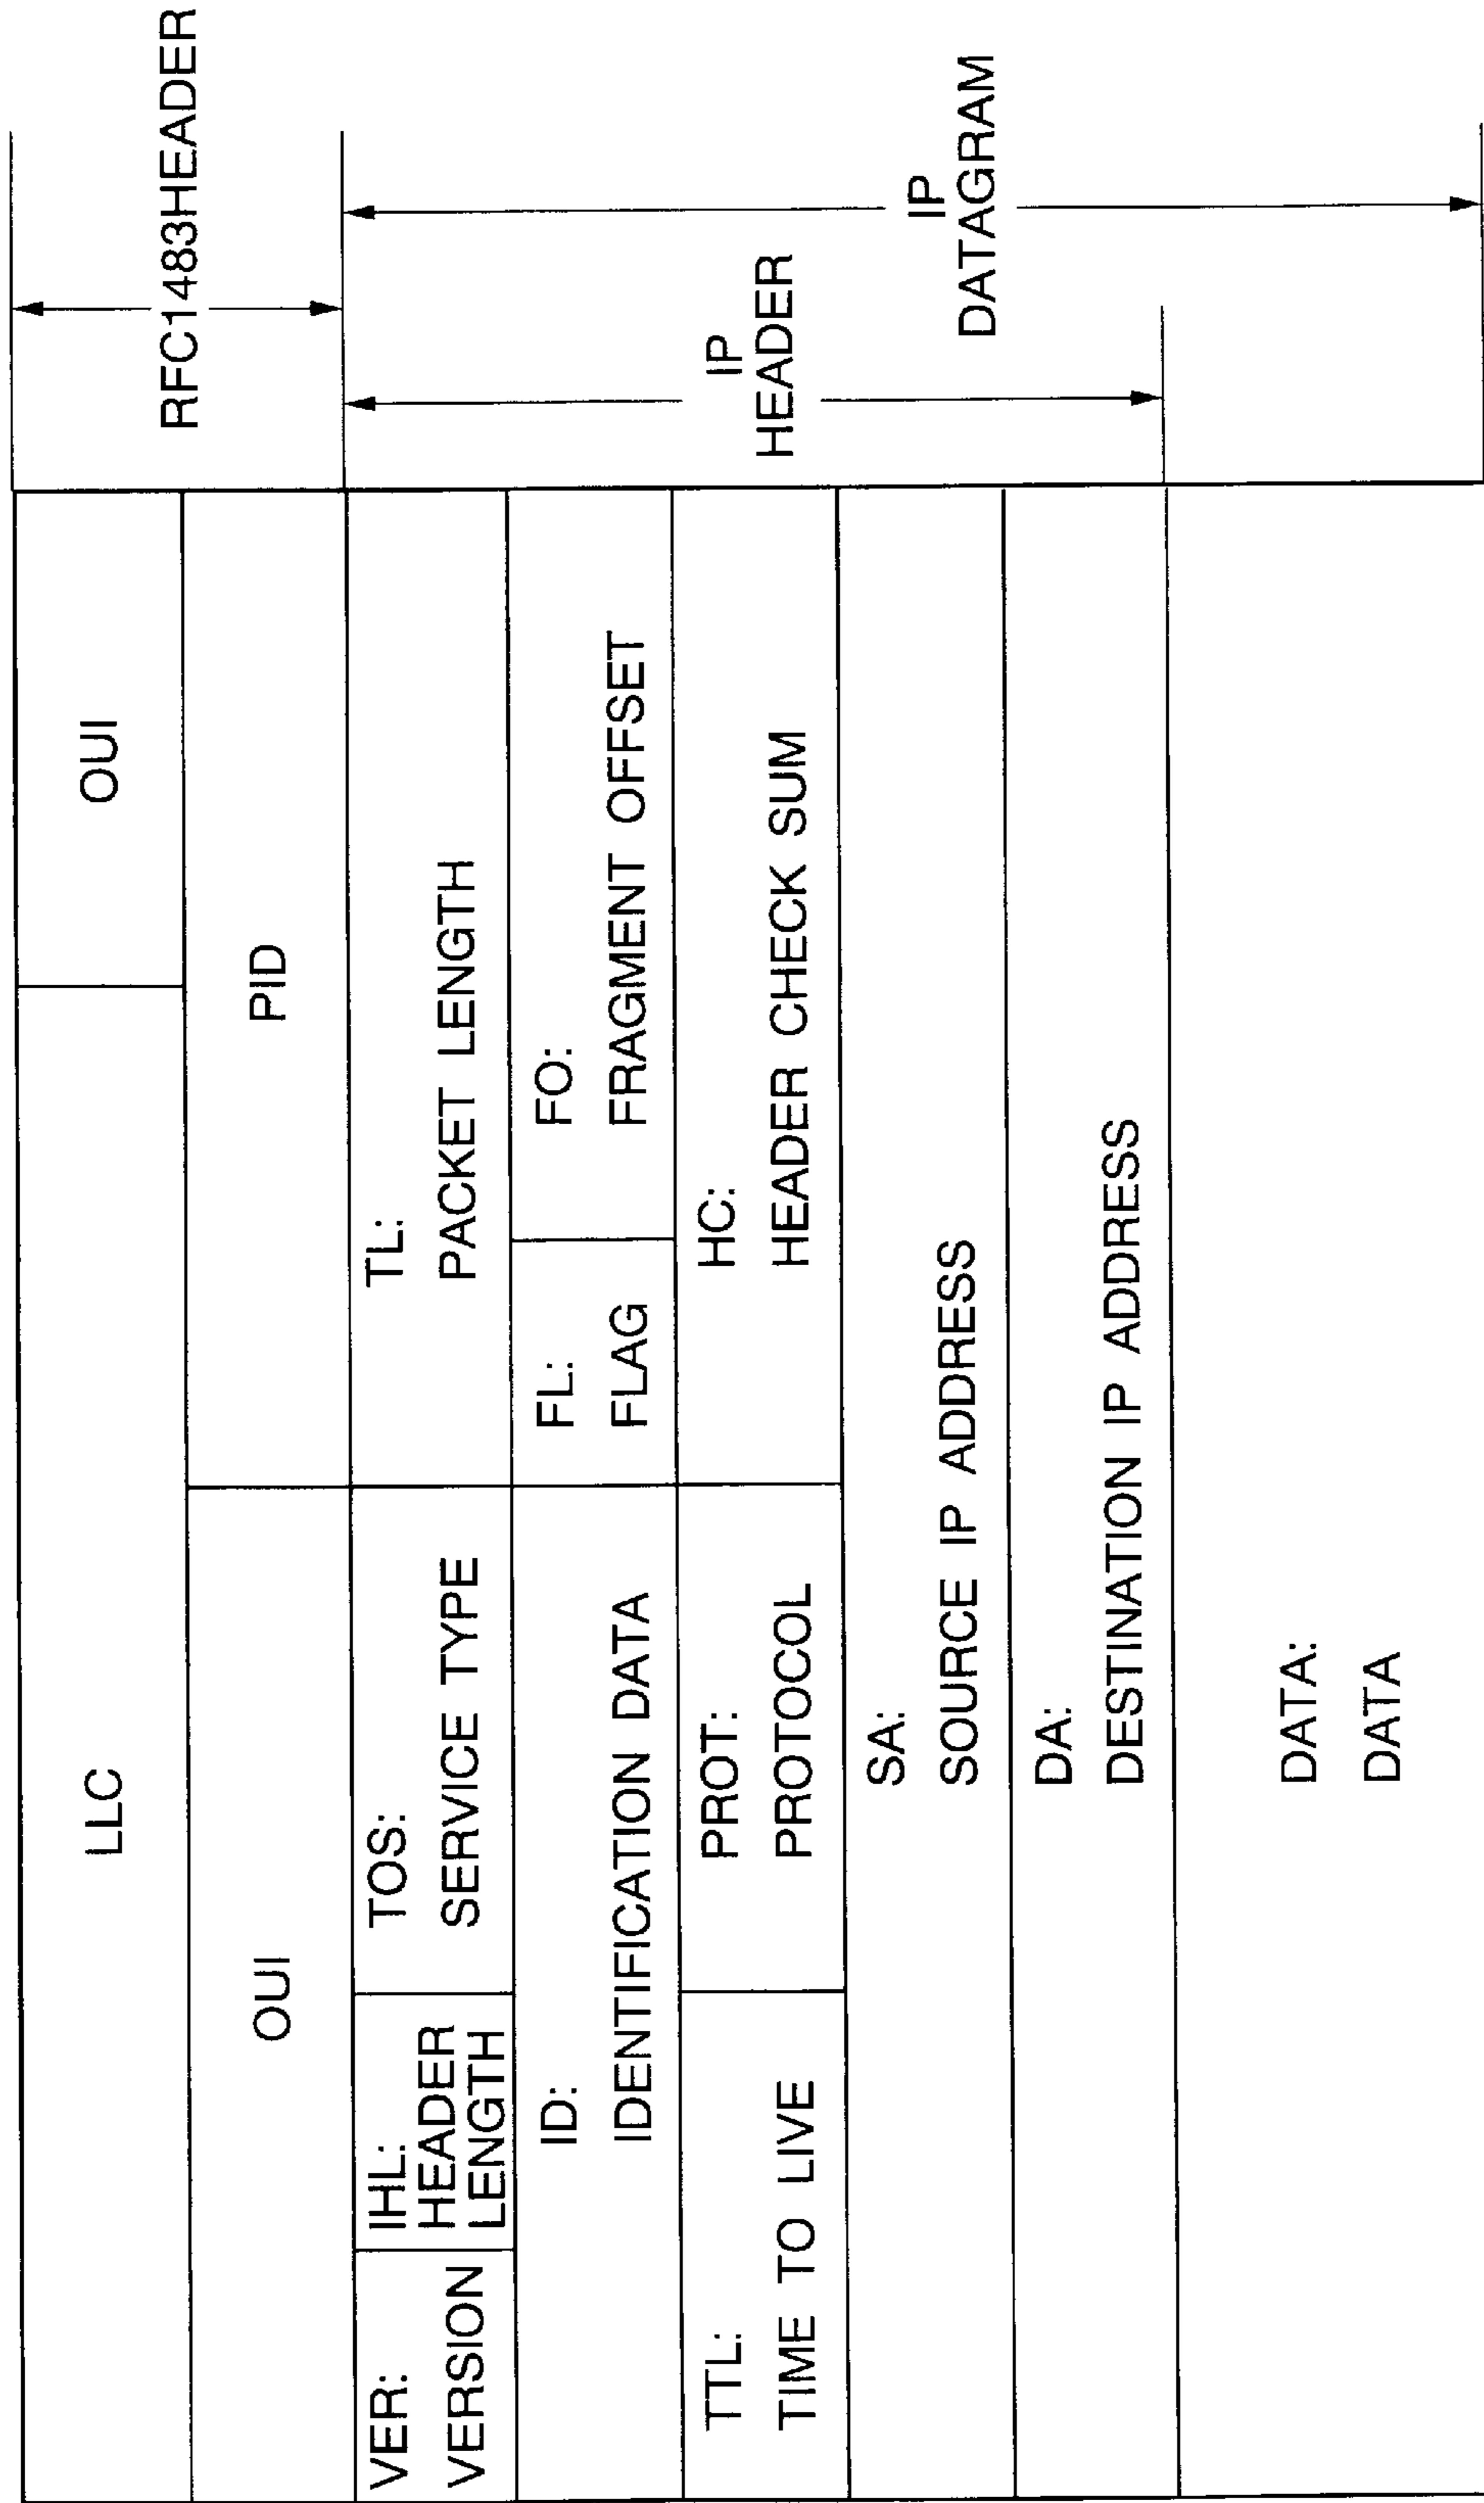 LLC
OUI
RFC1483HEADER
OUI
PID
VER:
VERSION
IHL:
HEADER
LENGTH
TOS:
SERVICE TYPE
TL:
PACKET LENGTH
ID:
IDENTIFICATION DATA
FL:
FLAG
FO:
FRAGMENT OFFSET
TTL:
TIME TO LIVE
PROT:
PROTOCOL
HC:
HEADER CHECK SUM
IP
HEADER
IP
DATAGRAM
SA:
SOURCE IP ADDRESS
DA:
DESTINATION IP ADDRESS
DATA:
DATA